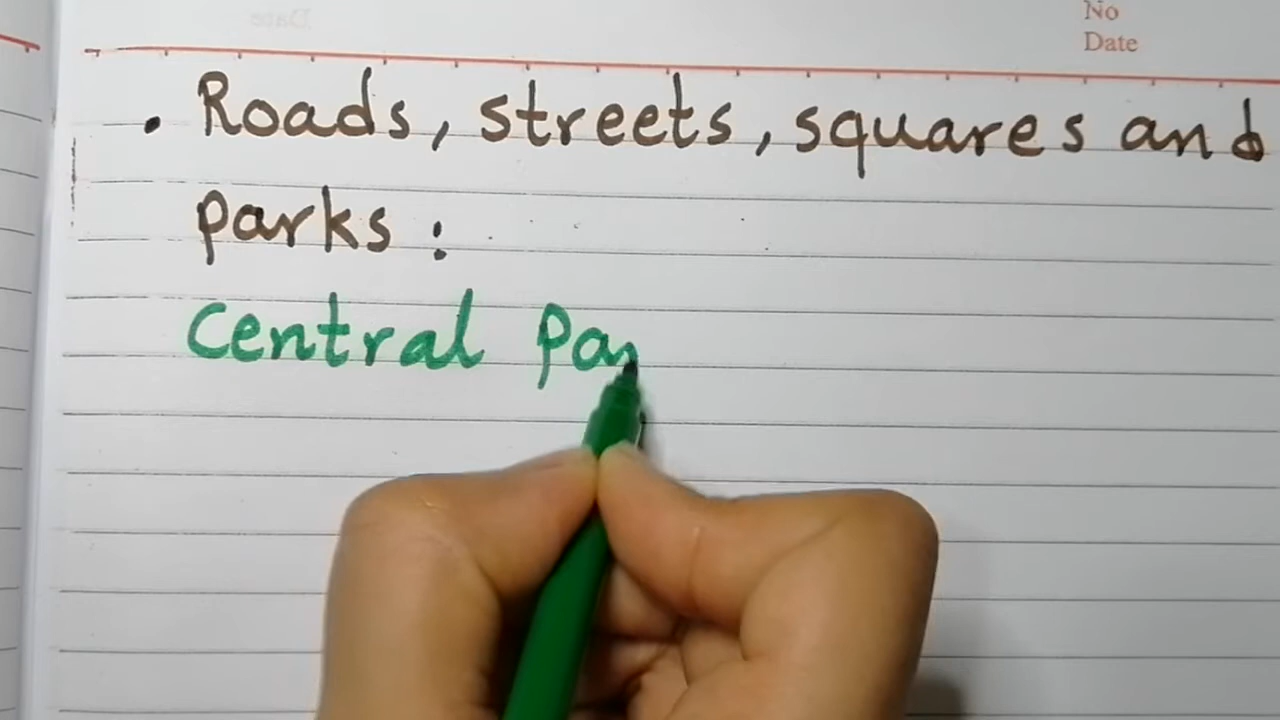 No
Date
. Roads, streets, squares and
parks :
Central Par